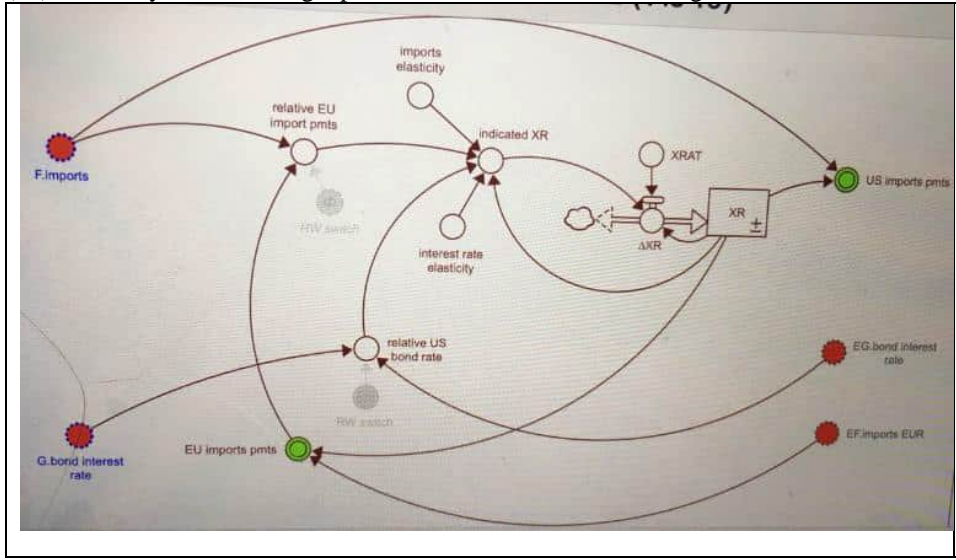 imports
elasticity
relative EU
import pmts
indicated XR
XRAT
F.imports
US imports pmts
XR
±
RW switch
ΔXR
interest rate
elasticity
relative US
bond rate
EG.bond interest
rate
RW switch
EU imports pmts
EF.imports EUR
G.bond interest
rate